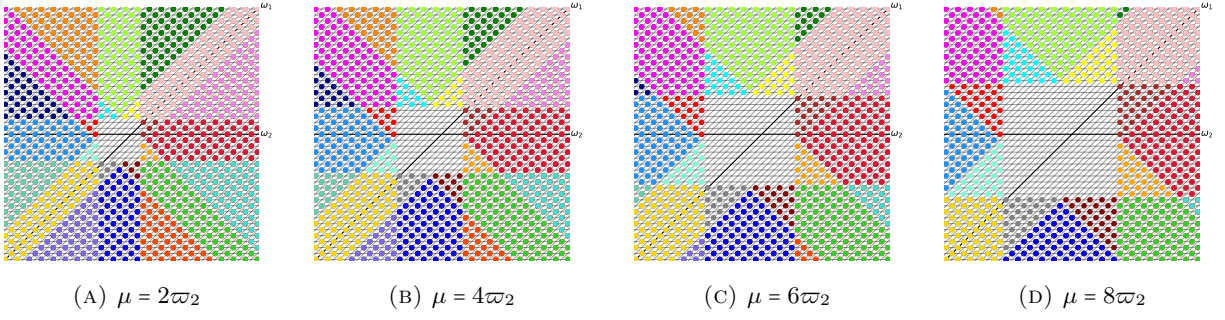 ω₁ ω₁ ω₁ ω₁
ω₂ ω₂ ω₂ ω₂
(A) μ = 2ϖ₂ (B) μ = 4ϖ₂ (C) μ = 6ϖ₂ (D) μ = 8ϖ₂